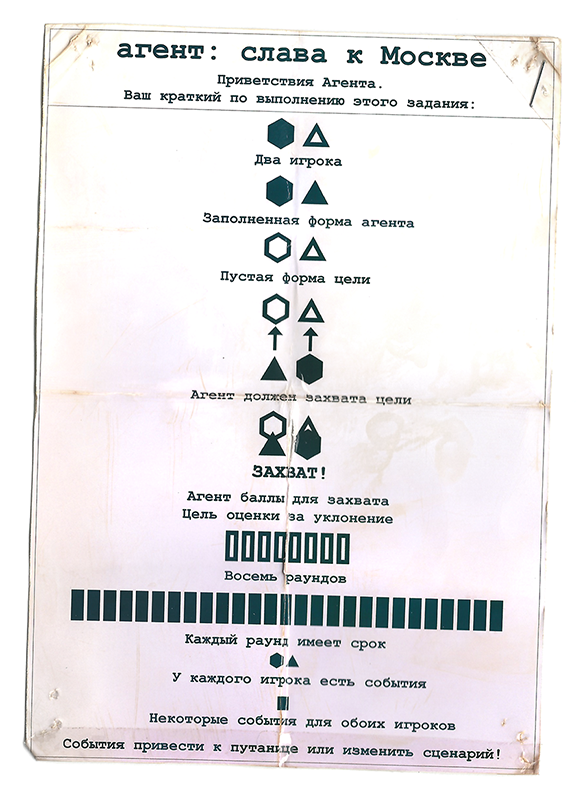 агент: слава к Москве
Приветствия Агента.
Ваш краткий по выполнению этого задания:
Два игрока
Заполненная форма агента
Пустая форма цели
Агент должен захвата цели
ЗАХВАТ!
Агент баллы для захвата
Цель оценки за уклонение
Восемь раундов
Каждый раунд имеет срок
У каждого игрока есть события
Некоторые события для обоих игроков
События привести к путанице или изменить сценарий!